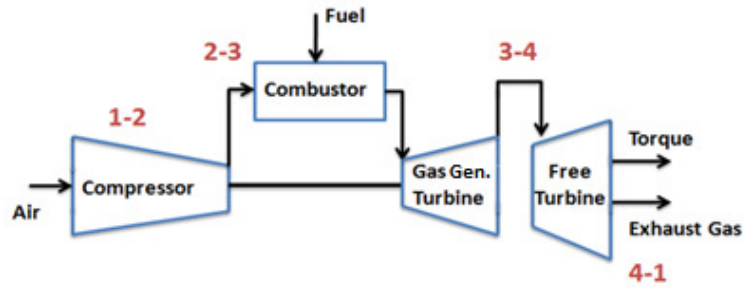 Fuel
2-3
3-4
Combustor
1-2
Compressor
Gas Gen.
Turbine
Free
Turbine
Torque
Air
Exhaust Gas
4-1